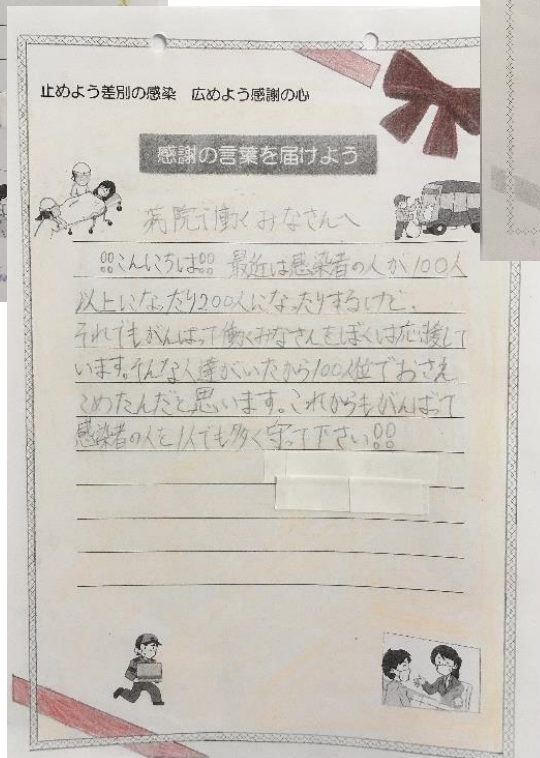 止めよう差別の感染　広めよう感謝の心
感謝の言葉を届けよう
病院で働くみなさんへ
!!こんにちは!!　最近は感染者の人が100人
以上になったり200人になったりするけど、
それでもがんばって働くみなさんをぼくは応援して
います。そんな人達がいたから100人位でおさえ
こめたんだと思います。これからもがんばって
感染者の人を1人でも多く守って下さい!!